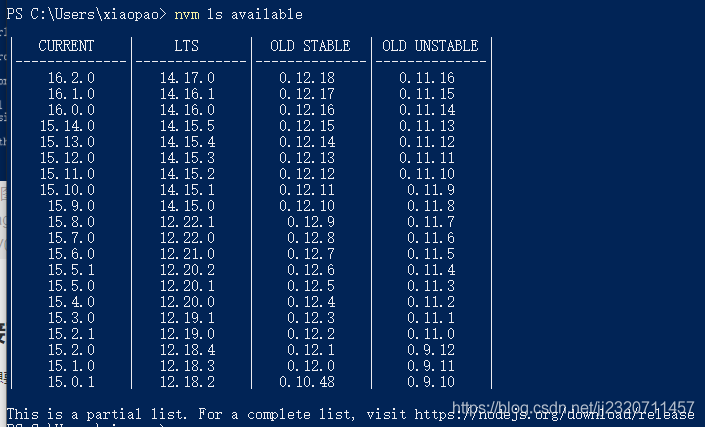 PS C:\Users\xiaopao> nvm ls available
| CURRENT | LTS | OLD STABLE | OLD UNSTABLE |
|--------------|--------------|--------------|--------------|
| 16.2.0 | 14.17.0 | 0.12.18 | 0.11.16 |
| 16.1.0 | 14.16.1 | 0.12.17 | 0.11.15 |
| 16.0.0 | 14.16.0 | 0.12.16 | 0.11.14 |
| 15.14.0 | 14.15.5 | 0.12.15 | 0.11.13 |
| 15.13.0 | 14.15.4 | 0.12.14 | 0.11.12 |
| 15.12.0 | 14.15.3 | 0.12.13 | 0.11.11 |
| 15.11.0 | 14.15.2 | 0.12.12 | 0.11.10 |
| 15.10.0 | 14.15.1 | 0.12.11 | 0.11.9 |
| 15.9.0 | 14.15.0 | 0.12.10 | 0.11.8 |
| 15.8.0 | 12.22.1 | 0.12.9 | 0.11.7 |
| 15.7.0 | 12.22.0 | 0.12.8 | 0.11.6 |
| 15.6.0 | 12.21.0 | 0.12.7 | 0.11.5 |
| 15.5.1 | 12.20.2 | 0.12.6 | 0.11.4 |
| 15.5.0 | 12.20.1 | 0.12.5 | 0.11.3 |
| 15.4.0 | 12.20.0 | 0.12.4 | 0.11.2 |
| 15.3.0 | 12.19.1 | 0.12.3 | 0.11.1 |
| 15.2.1 | 12.19.0 | 0.12.2 | 0.11.0 |
| 15.2.0 | 12.18.4 | 0.12.1 | 0.9.12 |
| 15.1.0 | 12.18.3 | 0.12.0 | 0.9.11 |
| 15.0.1 | 12.18.2 | 0.10.48 | 0.9.10 |
This is a partial list. For a complete list, visit https://nodejs.org/download/release